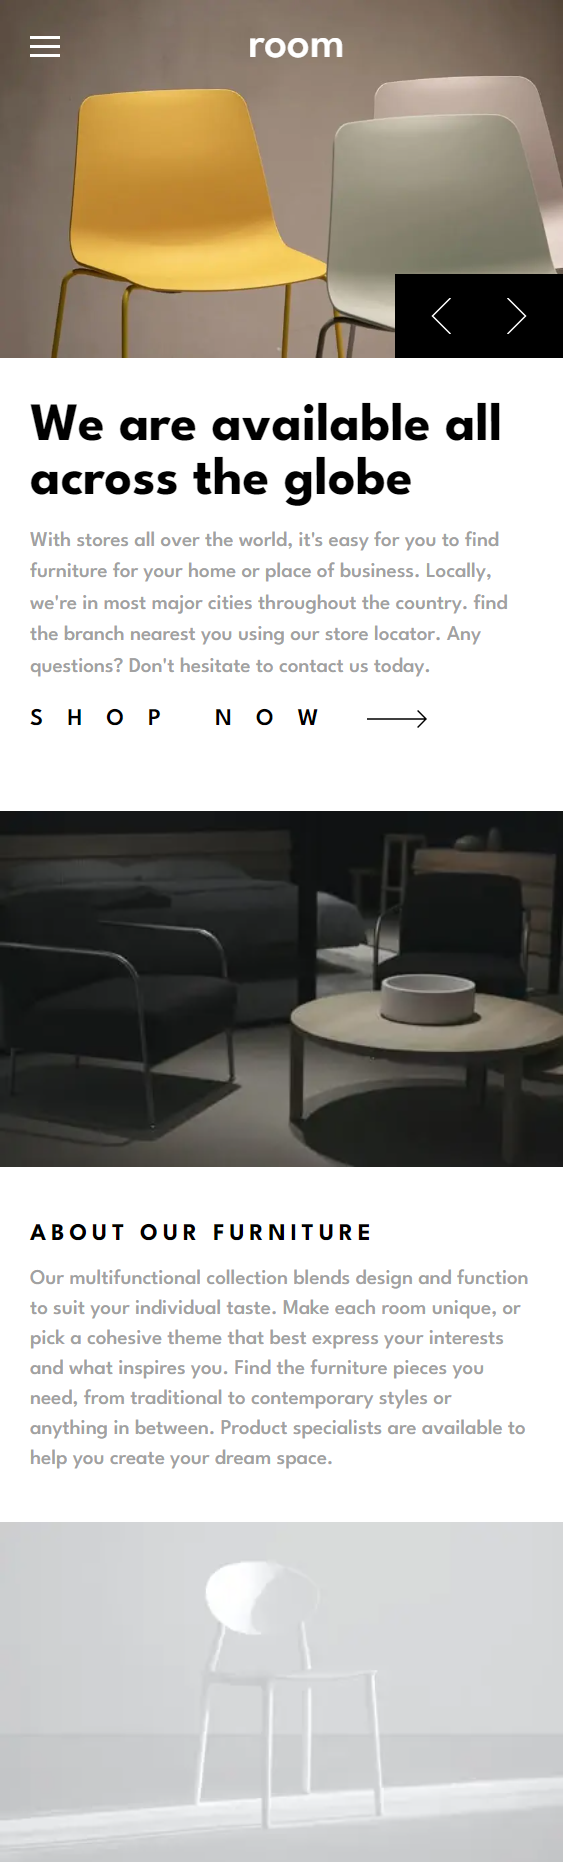 room
We are available all
across the globe
With stores all over the world, it's easy for you to find
furniture for your home or place of business. Locally,
we're in most major cities throughout the country. find
the branch nearest you using our store locator. Any
questions? Don't hesitate to contact us today.
SHOP NOW
ABOUT OUR FURNITURE
Our multifunctional collection blends design and function
to suit your individual taste. Make each room unique, or
pick a cohesive theme that best express your interests
and what inspires you. Find the furniture pieces you
need, from traditional to contemporary styles or
anything in between. Product specialists are available to
help you create your dream space.